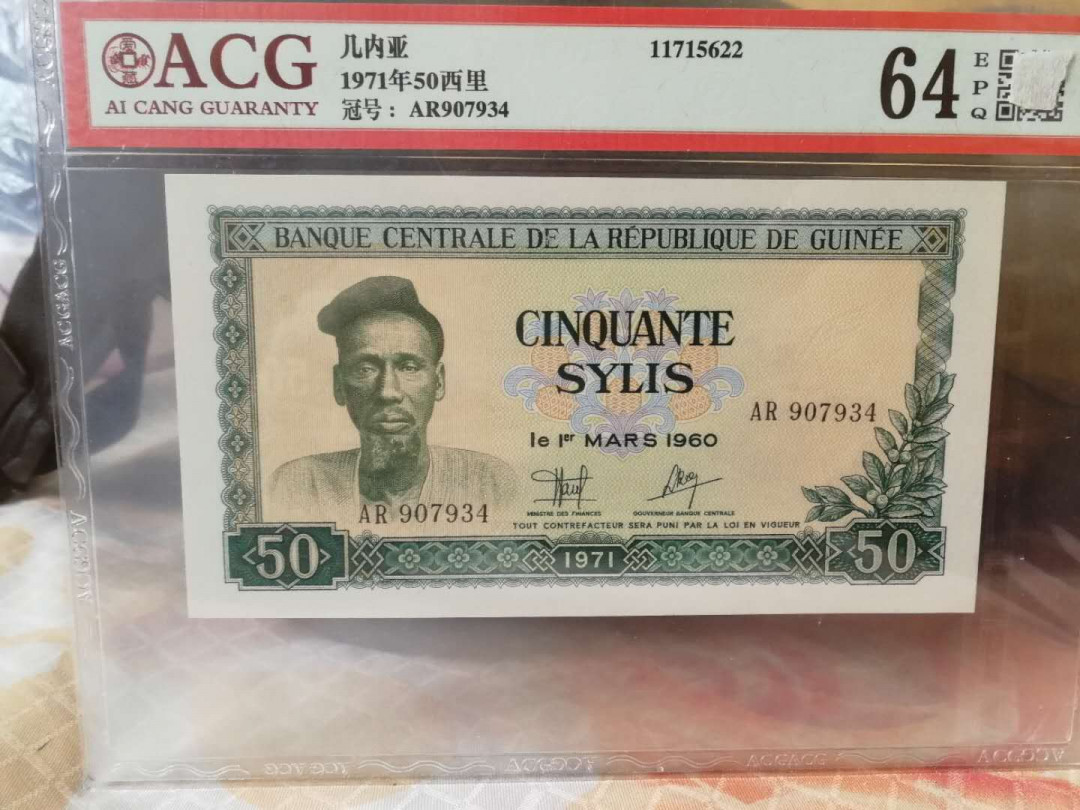 ACG
AI CANG GUARANTY
几内亚
1971年50西里
冠号： AR907934
11715622
64
EPQ
BANQUE CENTRALE DE LA RÉPUBLIQUE DE GUINÉE
CINQUANTE
SYLIS
AR 907934
le 1er MARS 1960
AR 907934
MINISTRE DES FINANCES
GOUVERNEUR BANQUE CENTRALE
TOUT CONTREFACTEUR SERA PUNI PAR LA LOI EN VIGUEUR
50
1971
50